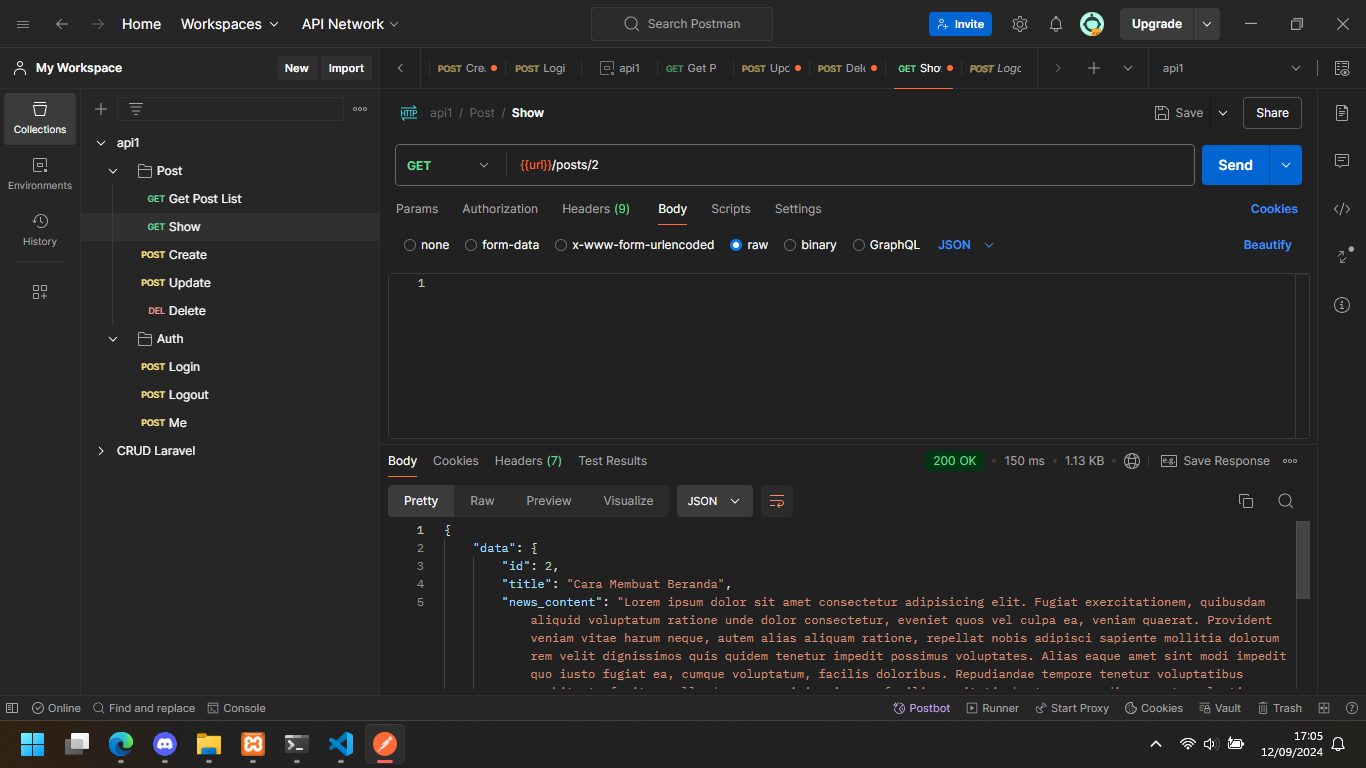 Home Workspaces API Network Search Postman Invite Upgrade
My Workspace New Import POST Cre POST Logi api1 GET Get P POST Upc POST Dele GET Sho POST Logo api1
Collections
Environments
History
api1
Post
GET Get Post List
GET Show
POST Create
POST Update
DEL Delete
Auth
POST Login
POST Logout
POST Me
CRUD Laravel
HTTP api1 / Post / Show Save Share
GET {{url}}/posts/2 Send
Params Authorization Headers (9) Body Scripts Settings Cookies
none form-data x-www-form-urlencoded raw binary GraphQL JSON Beautify
1
Body Cookies Headers (7) Test Results 200 OK 150 ms 1.13 KB e.g. Save Response
Pretty Raw Preview Visualize JSON
1 {
2 "data": {
3 "id": 2,
4 "title": "Cara Membuat Beranda",
5 "news_content": "Lorem ipsum dolor sit amet consectetur adipisicing elit. Fugiat exercitationem, quibusdam
aliquid voluptatum ratione unde dolor consectetur, eveniet quos vel culpa ea, veniam quaerat. Provident
veniam vitae harum neque, autem alias aliquam ratione, repellat nobis adipisci sapiente mollitia dolorum
rem velit dignissimos quis quidem tenetur impedit possimus voluptates. Alias eaque amet sint modi impedit
quo iusto fugiat ea, cumque voluptatum, facilis doloribus. Repudiandae tempore tenetur voluptatibus
Online Find and replace Console Postbot Runner Start Proxy Cookies Vault Trash
17:05
12/09/2024